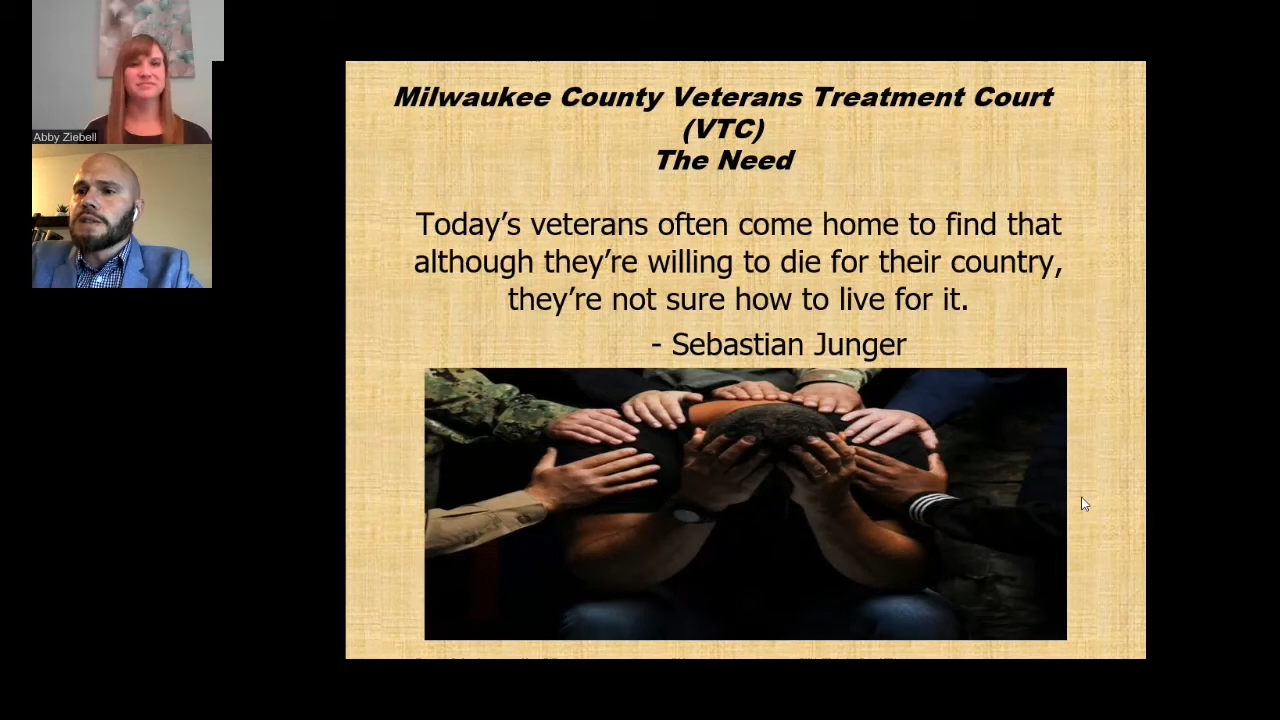 Abby Ziebell
Milwaukee County Veterans Treatment Court
(VTC)
The Need
Today’s veterans often come home to find that
although they’re willing to die for their country,
they’re not sure how to live for it.
- Sebastian Junger